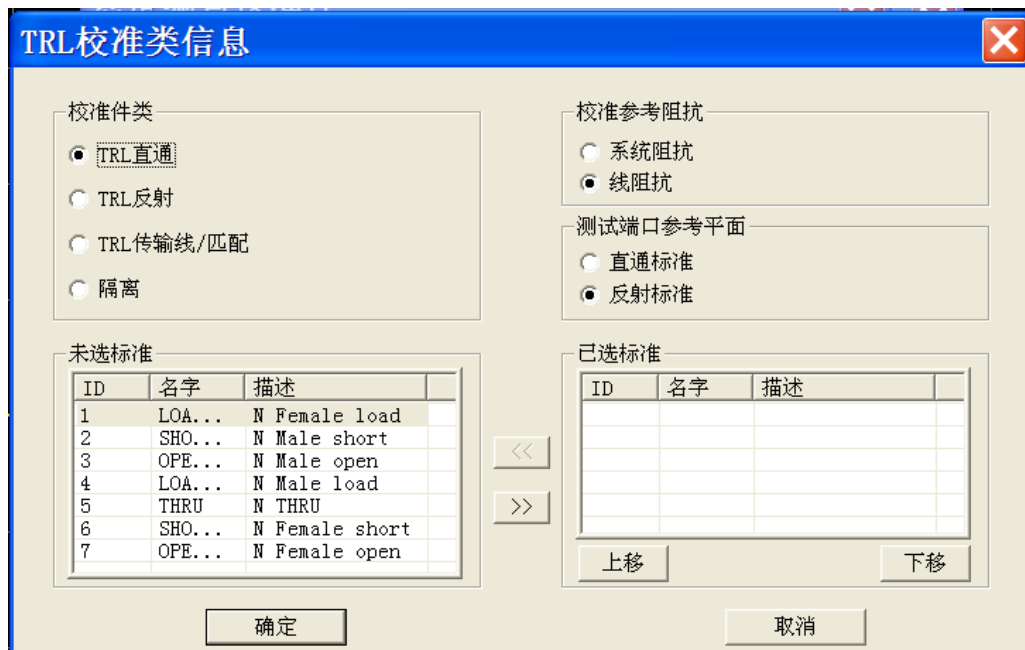 TRL校准类信息
校准件类
TRL直通
TRL反射
TRL传输线/匹配
隔离
校准参考阻抗
系统阻抗
线阻抗
测试端口参考平面
直通标准
反射标准
未选标准
ID 名字 描述
1 LOA... N Female load
2 SHO... N Male short
3 OPE... N Male open
4 LOA... N Male load
5 THRU N THRU
6 SHO... N Female short
7 OPE... N Female open
<<
>>
已选标准
ID 名字 描述
上移 下移
确定 取消